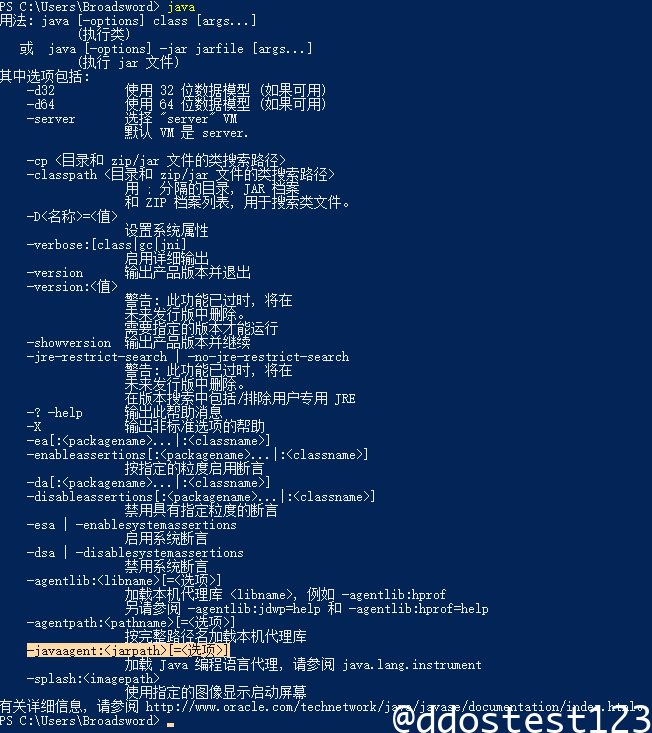 PS C:\Users\Broadsword> java
用法: java [-options] class [args...]
(执行类)
或 java [-options] -jar jarfile [args...]
(执行 jar 文件)
其中选项包括:
-d32 使用 32 位数据模型 (如果可用)
-d64 使用 64 位数据模型 (如果可用)
-server 选择 "server" VM
默认 VM 是 server.
-cp <目录和 zip/jar 文件的类搜索路径>
-classpath <目录和 zip/jar 文件的类搜索路径>
用 ; 分隔的目录, JAR 档案
和 ZIP 档案列表, 用于搜索类文件。
-D<名称>=<值>
设置系统属性
-verbose:[class|gc|jni]
启用详细输出
-version 输出产品版本并退出
-version:<值>
警告: 此功能已过时, 将在
未来发行版中删除。
需要指定的版本才能运行
-showversion 输出产品版本并继续
-jre-restrict-search | -no-jre-restrict-search
警告: 此功能已过时, 将在
未来发行版中删除。
在版本搜索中包括/排除用户专用 JRE
-? -help 输出此帮助消息
-X 输出非标准选项的帮助
-ea[:<packagename>...|:<classname>]
-enableassertions[:<packagename>...|:<classname>]
按指定的粒度启用断言
-da[:<packagename>...|:<classname>]
-disableassertions[:<packagename>...|:<classname>]
禁用具有指定粒度的断言
-esa | -enablesystemassertions
启用系统断言
-dsa | -disablesystemassertions
禁用系统断言
-agentlib:<libname>[=<选项>]
加载本机代理库 <libname>, 例如 -agentlib:hprof
另请参阅 -agentlib:jdwp=help 和 -agentlib:hprof=help
-agentpath:<pathname>[=<选项>]
按完整路径名加载本机代理库
-javaagent:<jarpath>[=<选项>]
加载 Java 编程语言代理, 请参阅 java.lang.instrument
-splash:<imagepath>
使用指定的图像显示启动屏幕
有关详细信息, 请参阅 http://www.oracle.com/technetwork/java/javase/documentation/index.html。
PS C:\Users\Broadsword>
@ddostest123